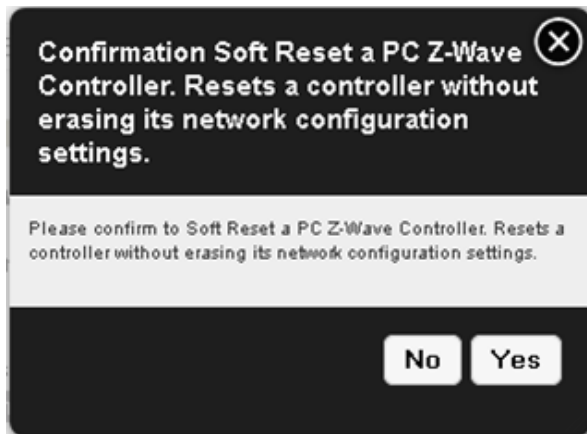 Confirmation Soft Reset a PC Z-Wave
Controller. Resets a controller without
erasing its network configuration
settings.
Please confirm to Soft Reset a PC Z-Wave Controller. Resets a
controller without erasing its network configuration settings.
No Yes